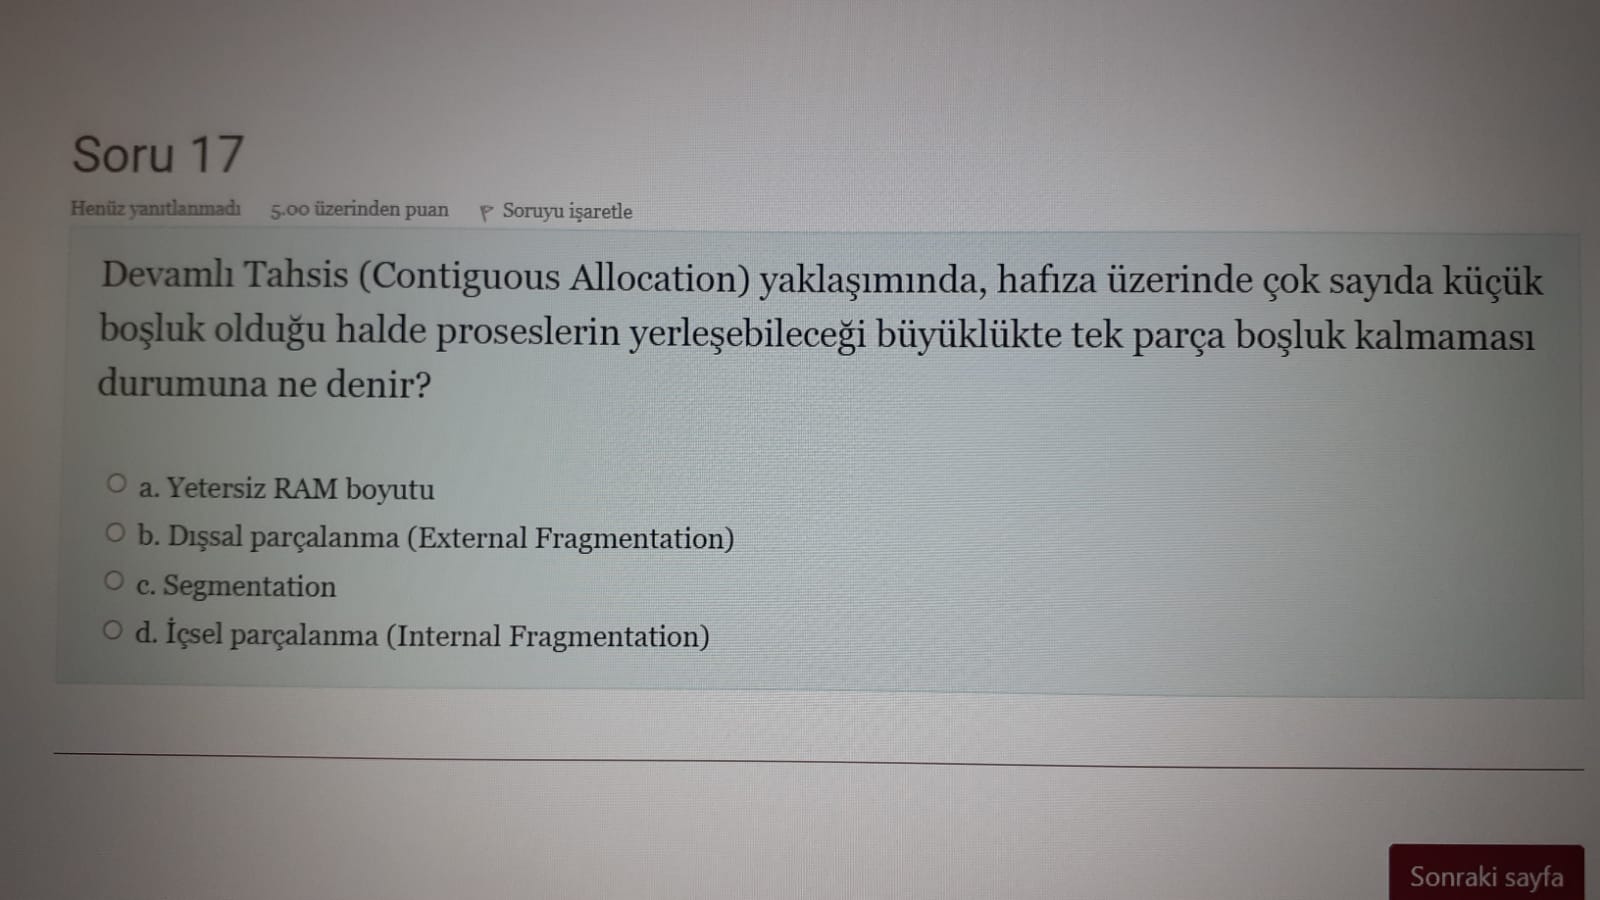 Soru 17
Henüz yanıtlanmadı 5.00 üzerinden puan Soruyu işaretle
Devamlı Tahsis (Contiguous Allocation) yaklaşımında, hafıza üzerinde çok sayıda küçük
boşluk olduğu halde proseslerin yerleşebileceği büyüklükte tek parça boşluk kalmaması
durumuna ne denir?
a. Yetersiz RAM boyutu
b. Dışsal parçalanma (External Fragmentation)
c. Segmentation
d. İçsel parçalanma (Internal Fragmentation)
Sonraki sayfa